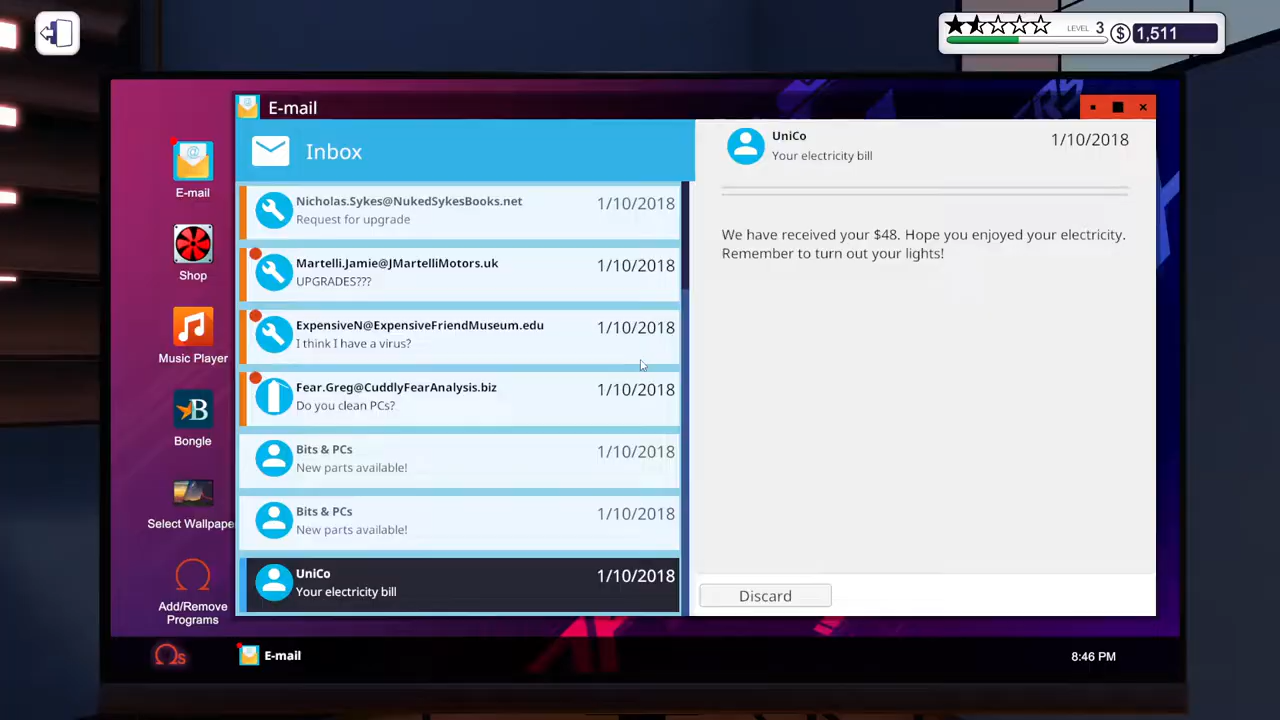 LEVEL 3
$ 1,511
E-mail
Inbox
Nicholas.Sykes@NukedSykesBooks.net 1/10/2018
Request for upgrade
Martelli.Jamie@JMartelliMotors.uk 1/10/2018
UPGRADES???
ExpensiveN@ExpensiveFriendMuseum.edu 1/10/2018
I think I have a virus?
Fear.Greg@CuddlyFearAnalysis.biz 1/10/2018
Do you clean PCs?
Bits & PCs 1/10/2018
New parts available!
Bits & PCs 1/10/2018
New parts available!
UniCo 1/10/2018
Your electricity bill
UniCo 1/10/2018
Your electricity bill
We have received your $48. Hope you enjoyed your electricity.
Remember to turn out your lights!
Discard
E-mail
Shop
Music Player
B
Bongle
Select Wallpape
Add/Remove
Programs
Ωs
E-mail
8:46 PM